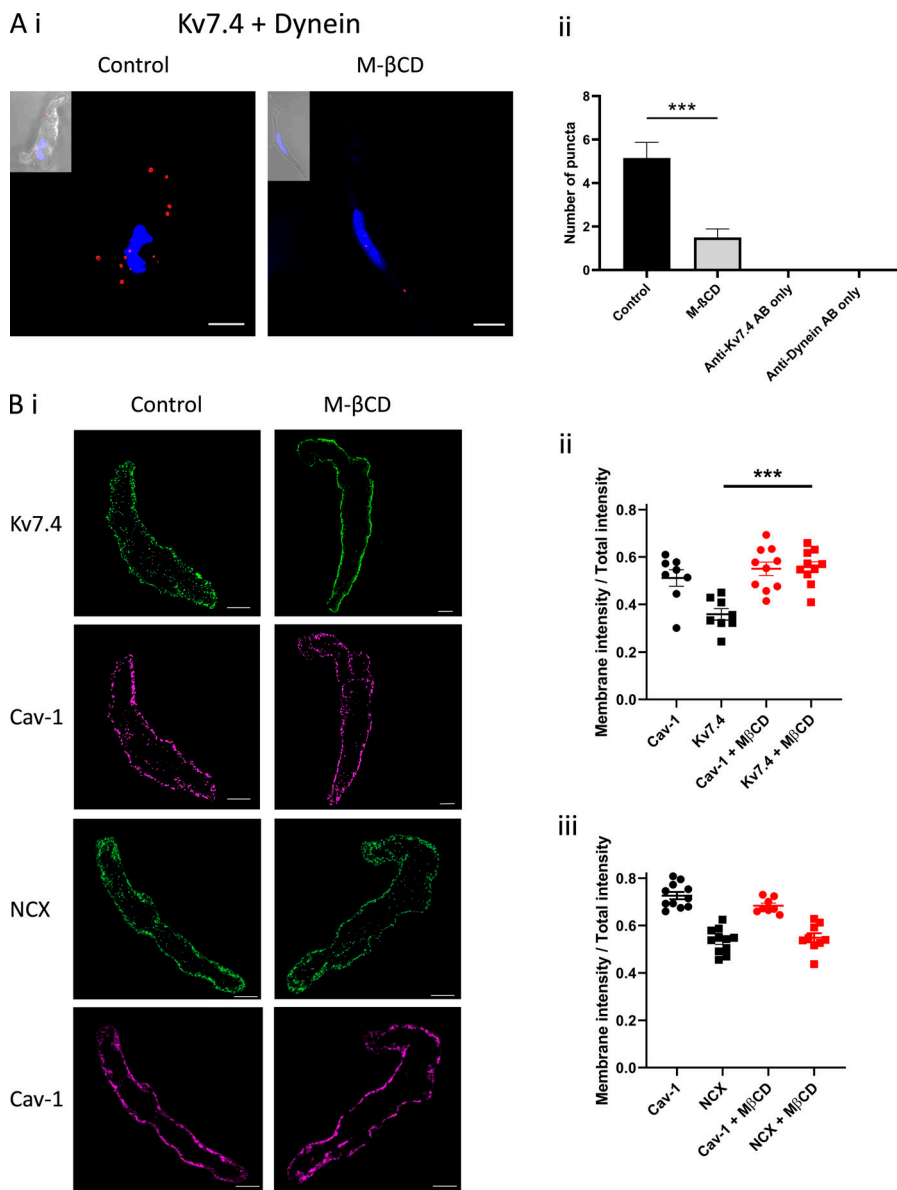 A i
Kv7.4 + Dynein
Control
M-βCD
ii
***
8
6
4
2
0
Number of puncta
Control
M-βCD
Anti-Kv7.4 AB only
Anti-Dynein AB only
B i
Control
M-βCD
Kv7.4
Cav-1
NCX
Cav-1
ii
***
0.8
0.6
0.4
0.2
0.0
Membrane intensity / Total intensity
Cav-1
Kv7.4
Cav-1 + MβCD
Kv7.4 + MβCD
iii
0.8
0.6
0.4
0.2
0.0
Membrane intensity / Total intensity
Cav-1
NCX
Cav-1 + MβCD
NCX + MβCD